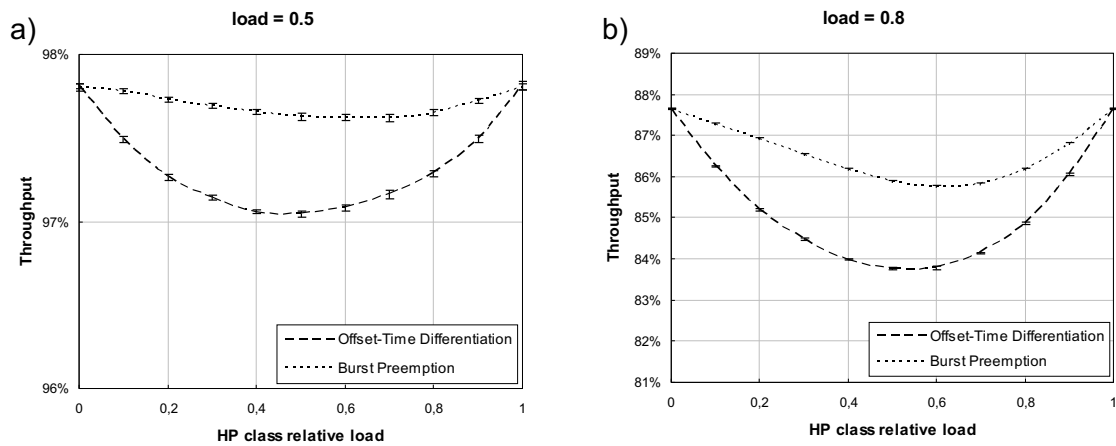 a)
load = 0.5
98%
97%
96%
Throughput
0
0,2
0,4
0,6
0,8
1
HP class relative load
Offset-Time Differentiation
Burst Preemption
b)
load = 0.8
89%
88%
87%
86%
85%
84%
83%
82%
81%
Throughput
0
0,2
0,4
0,6
0,8
1
HP class relative load
Offset-Time Differentiation
Burst Preemption